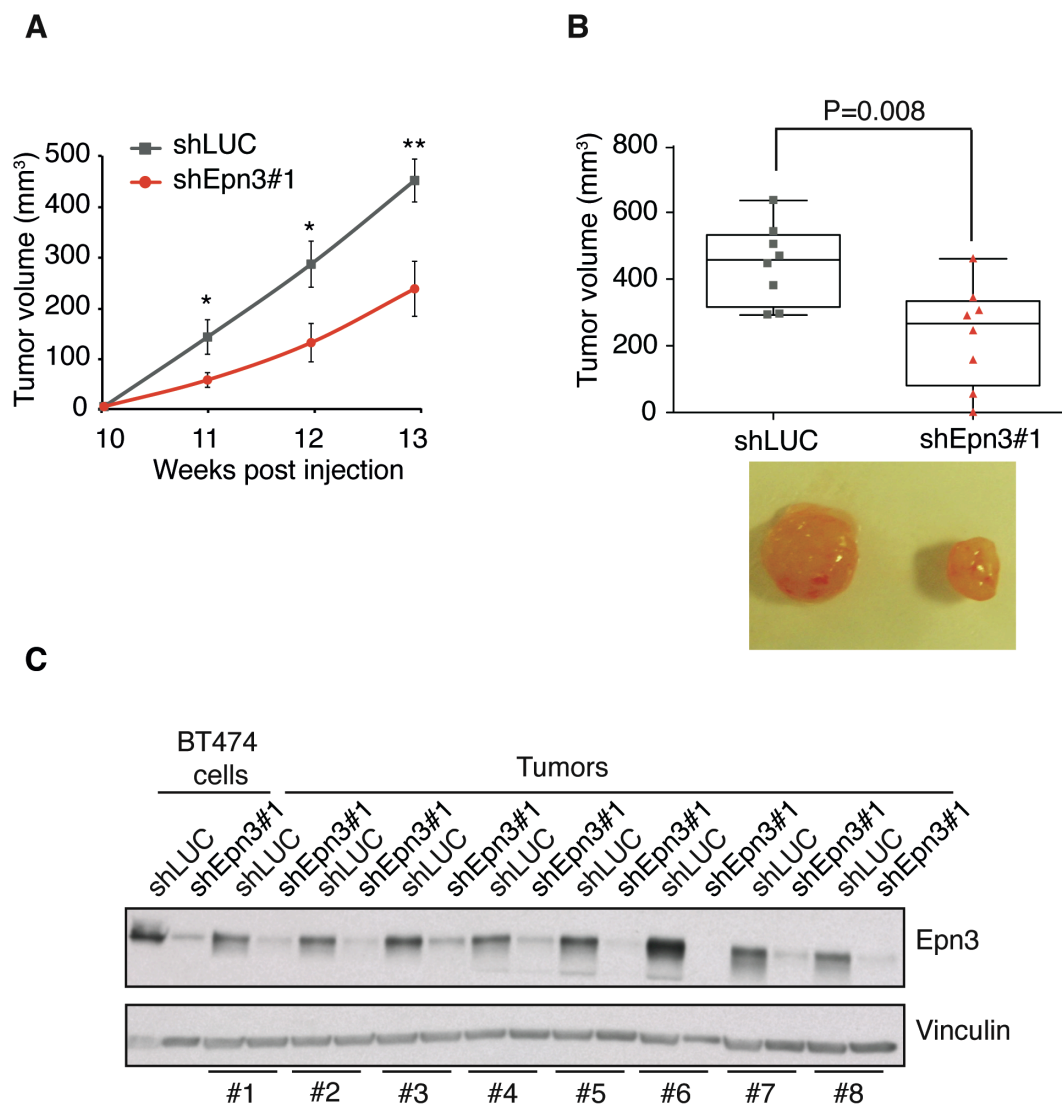 A
Tumor volume (mm³)
500
400
300
200
100
0
shLUC
shEpn3#1
*
*
**
10 11 12 13
Weeks post injection
B
P=0.008
Tumor volume (mm³)
800
600
400
200
0
shLUC shEpn3#1
C
BT474
cells
Tumors
shLUC
shEpn3#1
shLUC
shEpn3#1
shLUC
shEpn3#1
shLUC
shEpn3#1
shLUC
shEpn3#1
shLUC
shEpn3#1
shLUC
shEpn3#1
shLUC
shEpn3#1
shLUC
shEpn3#1
Epn3
Vinculin
#1 #2 #3 #4 #5 #6 #7 #8